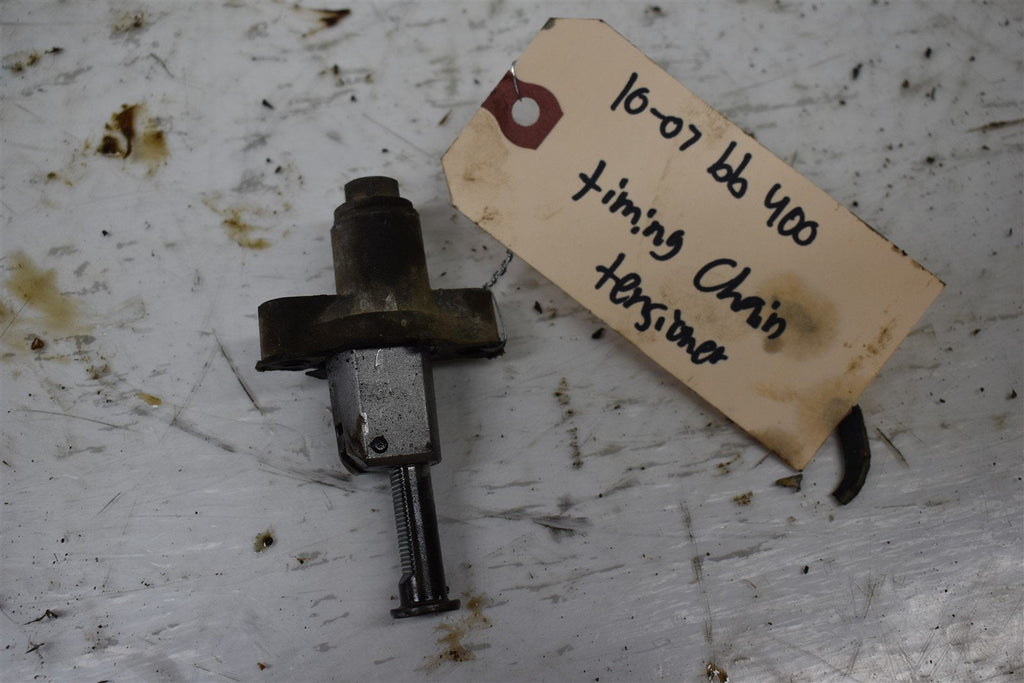 10-07 bb 400
timing Chain
tensioner